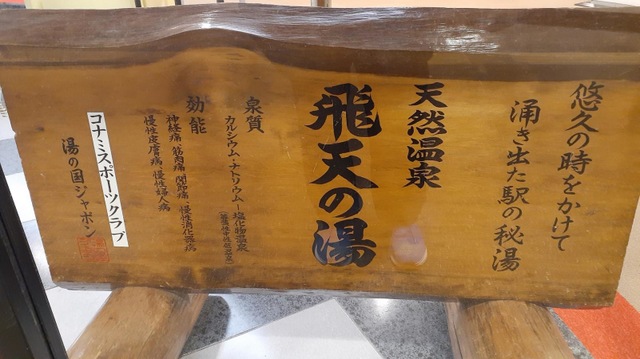 悠久の時をかけて
涌き出た駅の秘湯
天然温泉
飛天の湯
泉質
カルシウム・ナトリウム―塩化物温泉
効能
神経痛 筋肉痛 関節痛 慢性消化器病
慢性皮膚病 慢性婦人病
コナミスポーツクラブ
湯の国ジャポン